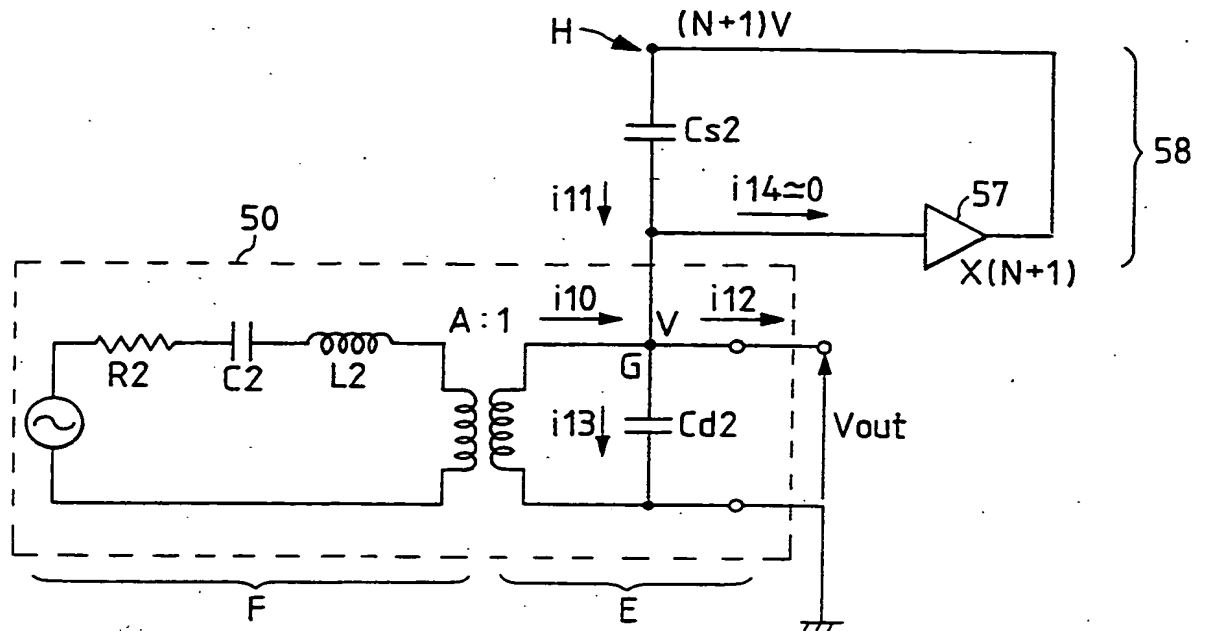 H
(N+1)V
Cs2
58
i11
i14≃0
57
X(N+1)
50
A:1
i10
V
i12
G
R2
C2
L2
i13
Cd2
Vout
F
E